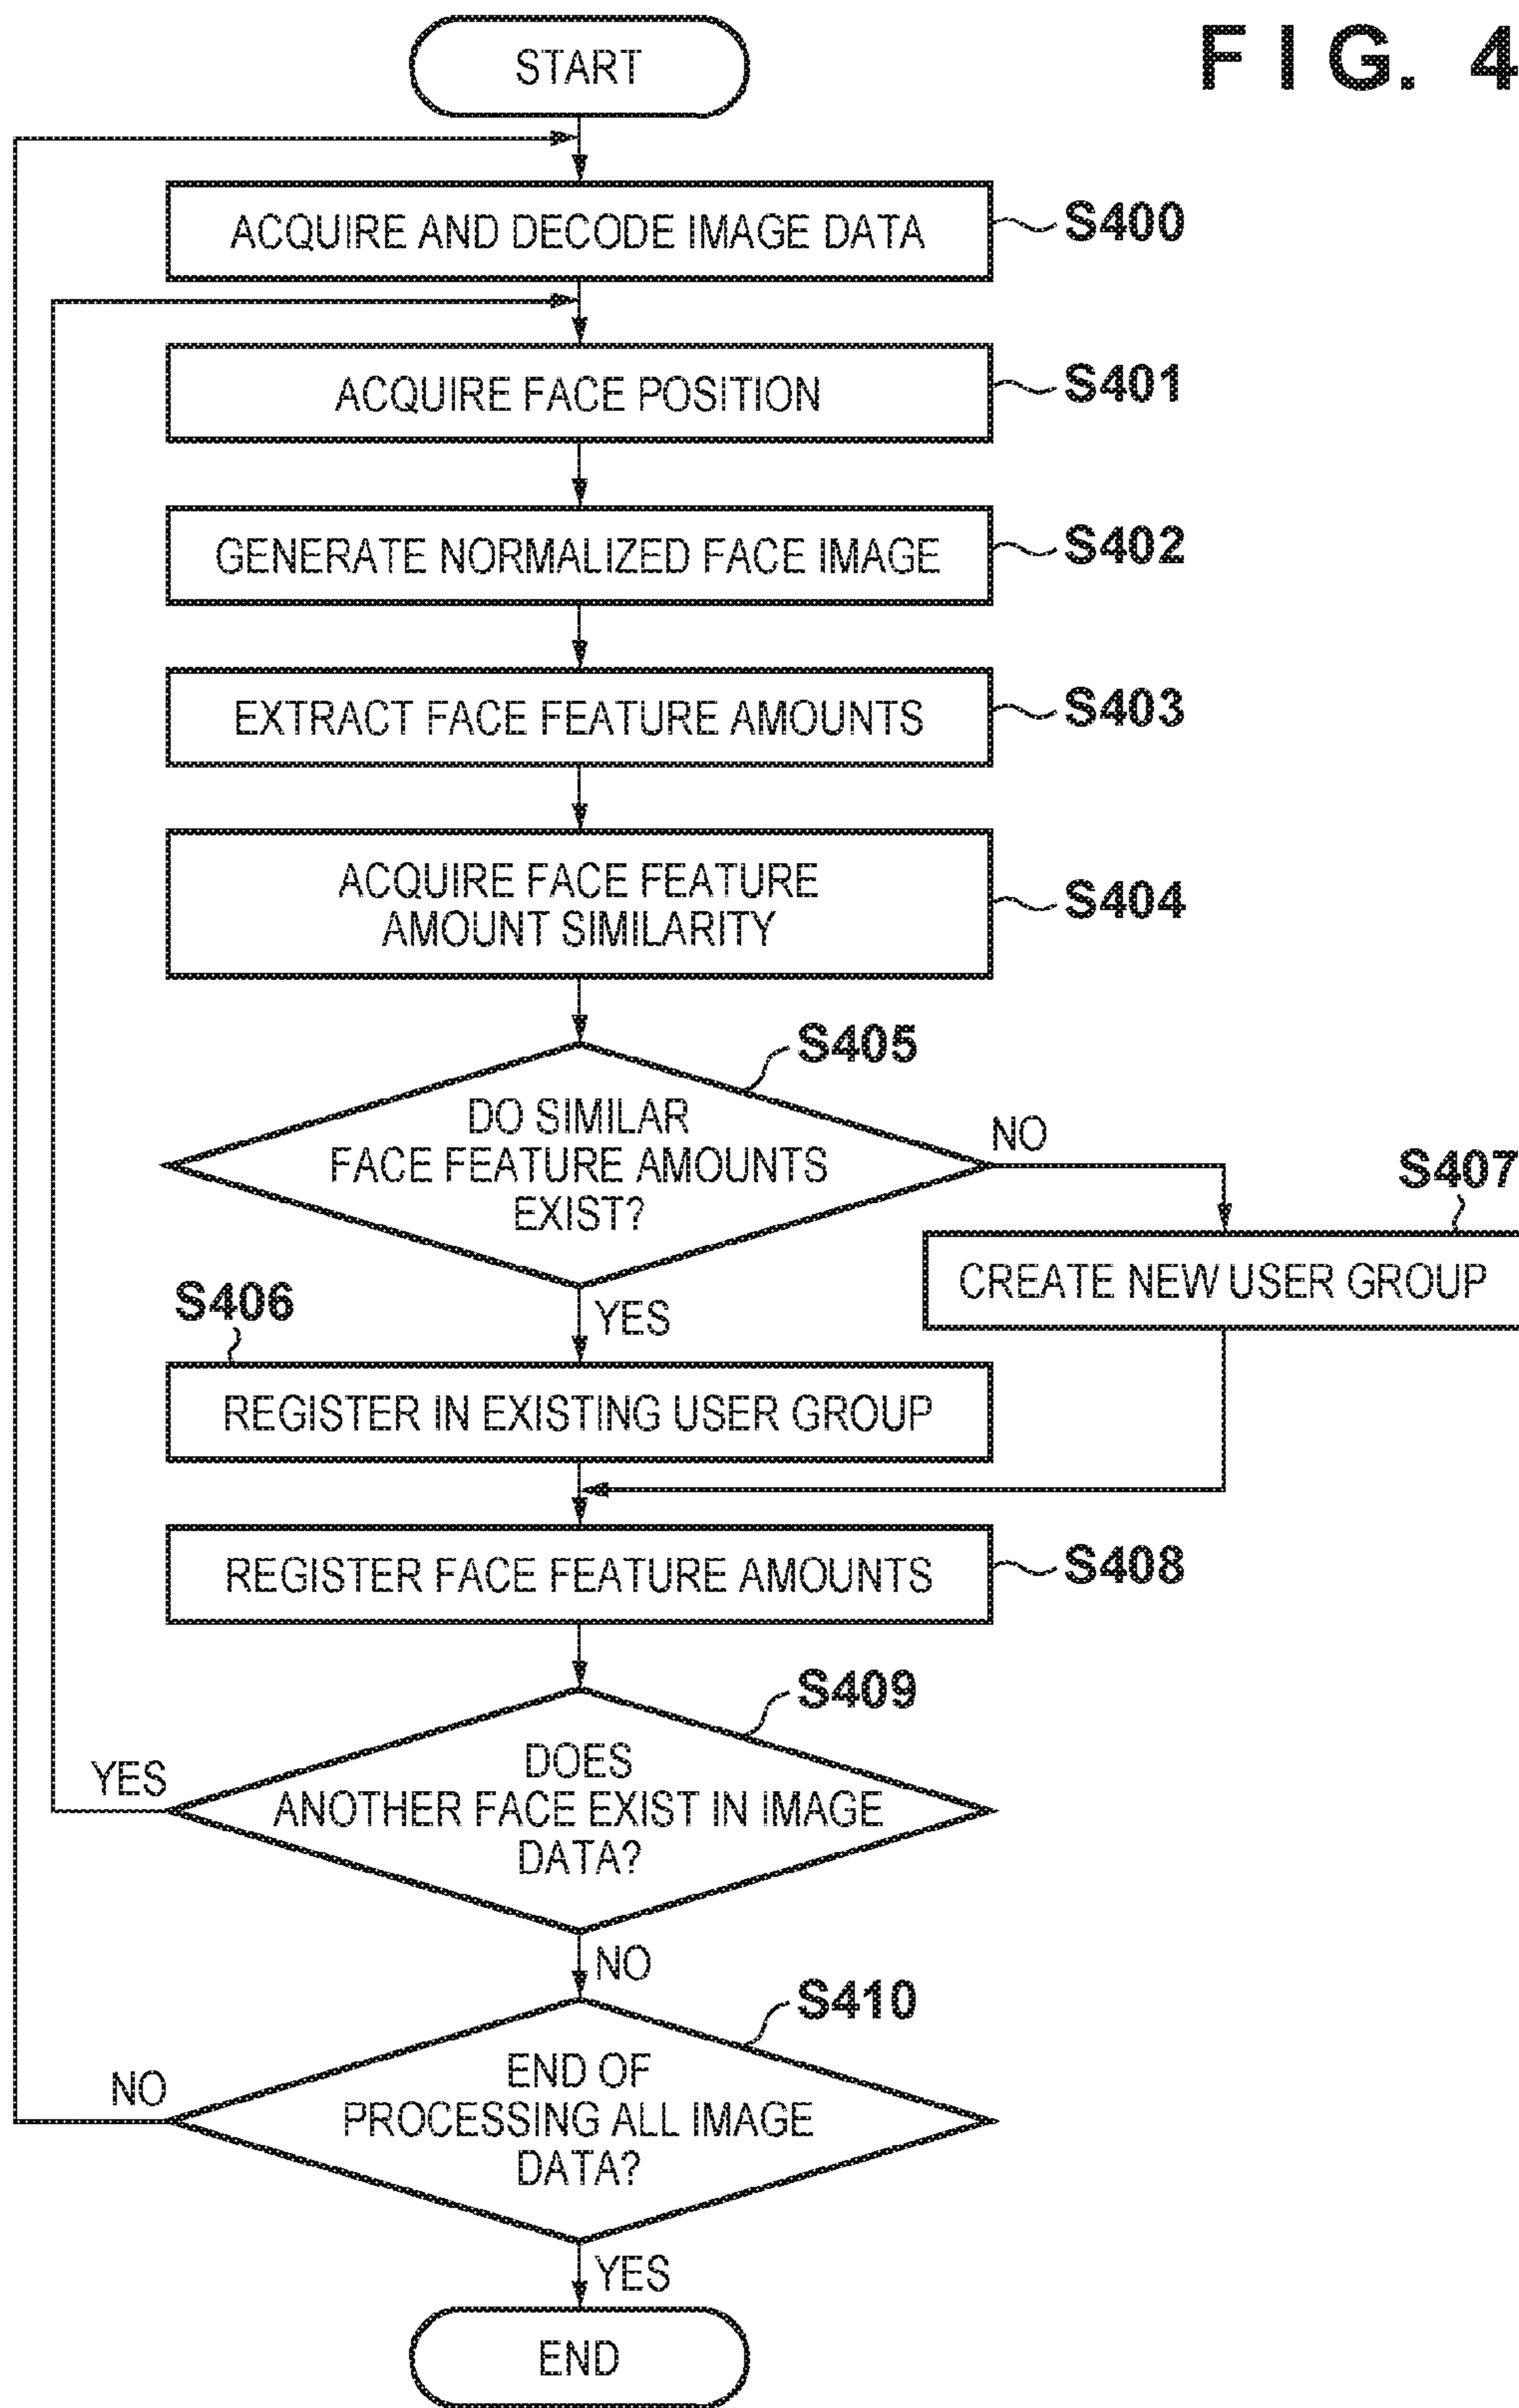 FIG. 4
START
ACQUIRE AND DECODE IMAGE DATA
S400
ACQUIRE FACE POSITION
S401
GENERATE NORMALIZED FACE IMAGE
S402
EXTRACT FACE FEATURE AMOUNTS
S403
ACQUIRE FACE FEATURE
AMOUNT SIMILARITY
S404
S405
DO SIMILAR
FACE FEATURE AMOUNTS
EXIST?
NO
S407
CREATE NEW USER GROUP
YES
S406
REGISTER IN EXISTING USER GROUP
REGISTER FACE FEATURE AMOUNTS
S408
S409
DOES
ANOTHER FACE EXIST IN IMAGE
DATA?
YES
NO
S410
END OF
PROCESSING ALL IMAGE
DATA?
NO
YES
END